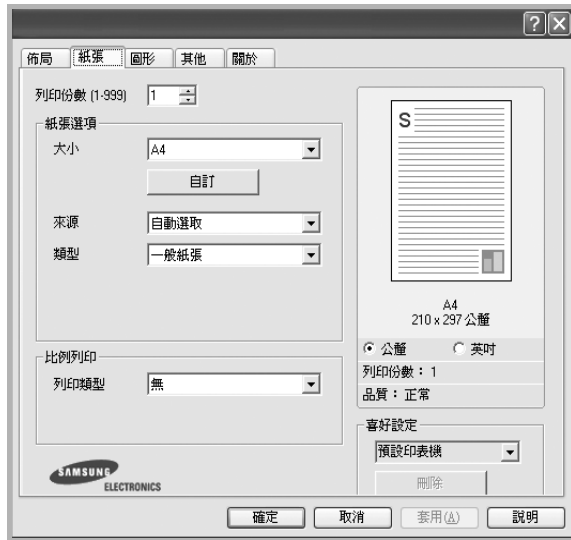 佈局 紙張 圖形 其他 關於
列印份數 (1-999) 1
紙張選項
大小 A4
自訂
來源 自動選取
類型 一般紙張
比例列印
列印類型 無
SAMSUNG
ELECTRONICS
S
A4
210 x 297 公釐
公釐 英吋
列印份數：1
品質：正常
喜好設定
預設印表機
刪除
確定 取消 套用(A) 說明